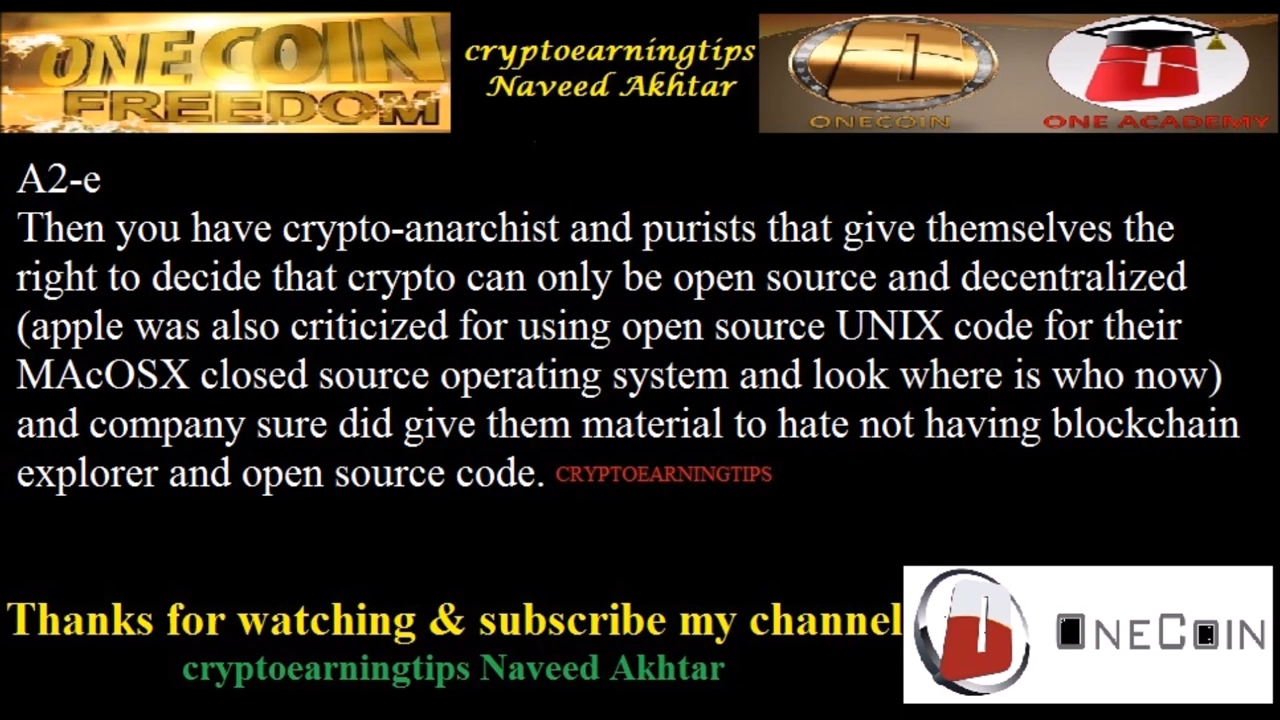 ONE COIN
FREEDOM
cryptoearningtips
Naveed Akhtar
ONECOIN
ONE ACADEMY
A2-e
Then you have crypto-anarchist and purists that give themselves the
right to decide that crypto can only be open source and decentralized
(apple was also criticized for using open source UNIX code for their
MAcOSX closed source operating system and look where is who now)
and company sure did give them material to hate not having blockchain
explorer and open source code. CRYPTOEARNINGTIPS
Thanks for watching & subscribe my channel
cryptoearningtips Naveed Akhtar
ONECOIN